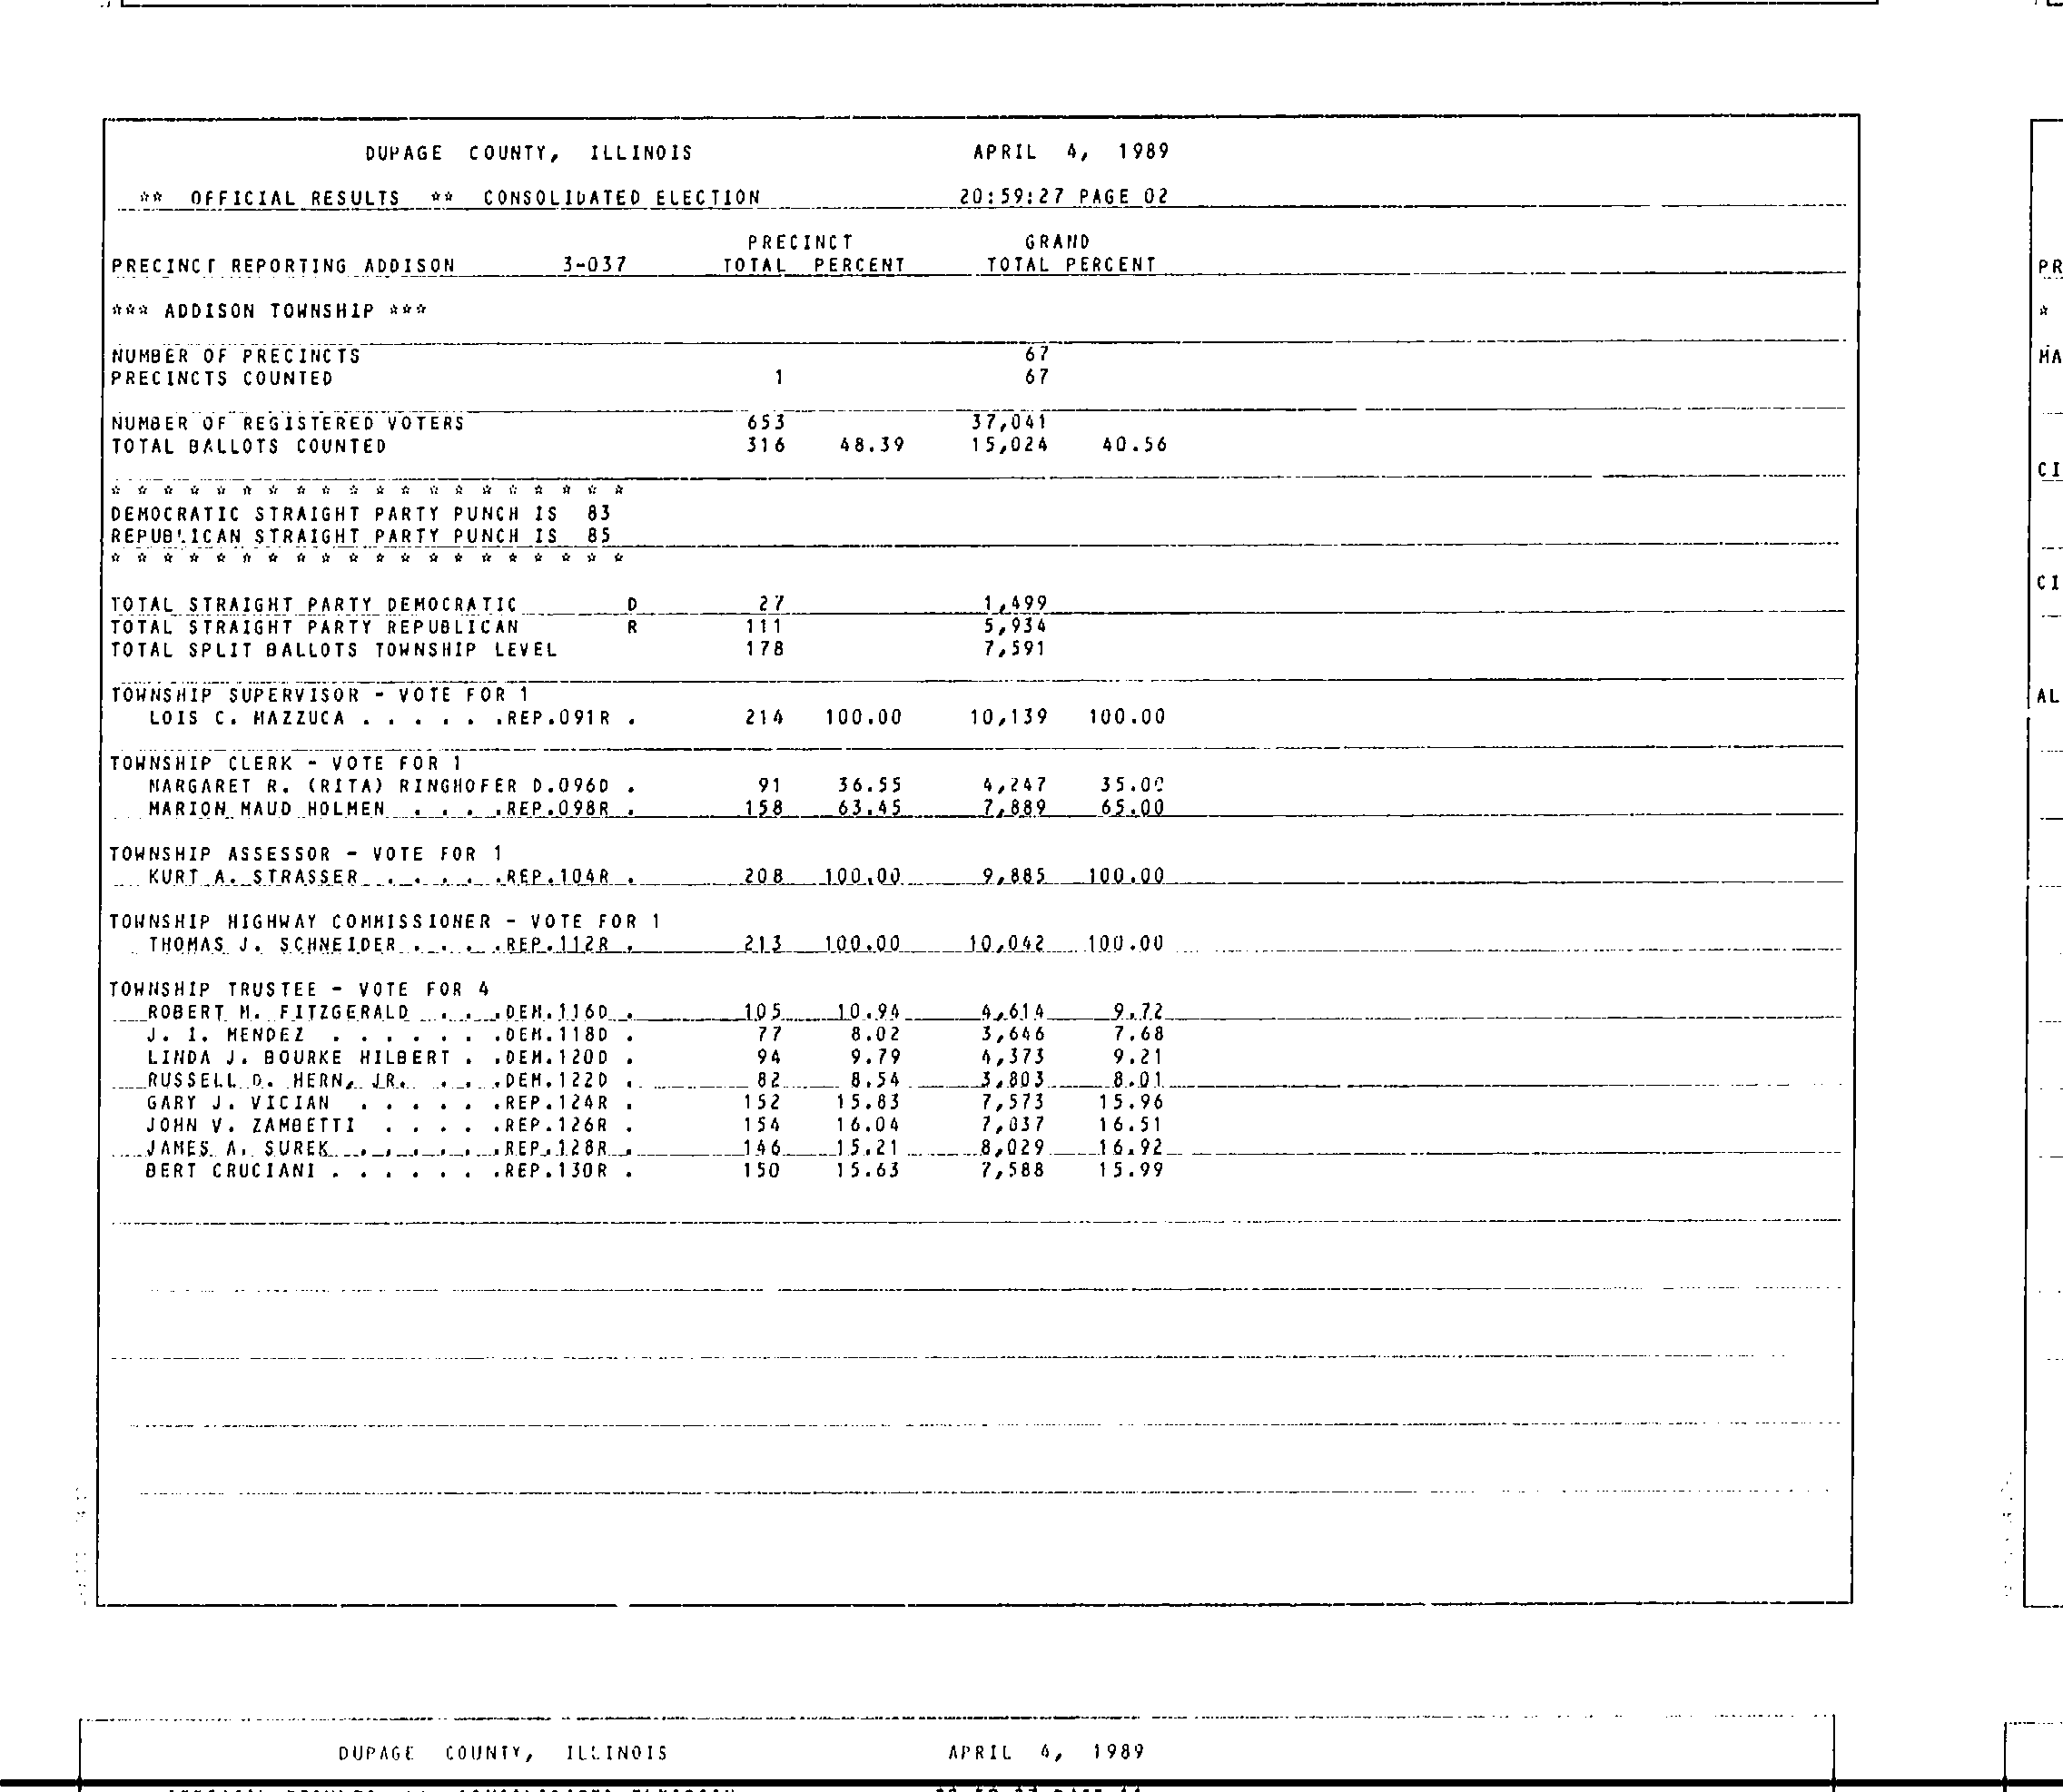 DUPAGE COUNTY, ILLINOIS APRIL 4, 1989
** OFFICIAL RESULTS ** CONSOLIDATED ELECTION 20:59:27 PAGE 02
PRECINCT GRAND
PRECINCT REPORTING ADDISON 3-037 TOTAL PERCENT TOTAL PERCENT
*** ADDISON TOWNSHIP ***
NUMBER OF PRECINCTS 67
PRECINCTS COUNTED 1 67
NUMBER OF REGISTERED VOTERS 653 37,041
TOTAL BALLOTS COUNTED 316 48.39 15,024 40.56
* * * * * * * * * * * * * * * * * * * *
DEMOCRATIC STRAIGHT PARTY PUNCH IS 83
REPUBLICAN STRAIGHT PARTY PUNCH IS 85
* * * * * * * * * * * * * * * * * * * *
TOTAL STRAIGHT PARTY DEMOCRATIC D 27 1,499
TOTAL STRAIGHT PARTY REPUBLICAN R 111 5,934
TOTAL SPLIT BALLOTS TOWNSHIP LEVEL 178 7,591
TOWNSHIP SUPERVISOR - VOTE FOR 1
LOIS C. MAZZUCA . . . . . .REP.091R . 214 100.00 10,139 100.00
TOWNSHIP CLERK - VOTE FOR 1
MARGARET R. (RITA) RINGHOFER D.096D . 91 36.55 4,247 35.00
MARION MAUD HOLMEN . . . .REP.098R . 158 63.45 7,889 65.00
TOWNSHIP ASSESSOR - VOTE FOR 1
KURT A. STRASSER . . . . . .REP.104R . 208 100.00 9,885 100.00
TOWNSHIP HIGHWAY COMMISSIONER - VOTE FOR 1
THOMAS J. SCHNEIDER . . . .REP.112R . 213 100.00 10,042 100.00
TOWNSHIP TRUSTEE - VOTE FOR 4
ROBERT M. FITZGERALD . . .DEM.116D . 105 10.94 4,614 9.72
J. I. MENDEZ . . . . . . .DEM.118D . 77 8.02 3,646 7.68
LINDA J. BOURKE HILBERT . .DEM.120D . 94 9.79 4,373 9.21
RUSSELL D. HERN, JR. . . .DEM.122D . 82 8.54 3,803 8.01
GARY J. VICIAN . . . . . .REP.124R . 152 15.83 7,573 15.96
JOHN V. ZAMBETTI . . . . .REP.126R . 154 16.04 7,837 16.51
JAMES A. SUREK . . . . . .REP.128R . 146 15.21 8,029 16.92
BERT CRUCIANI . . . . . . .REP.130R . 150 15.63 7,588 15.99
PR
*
MA
CI
CI
AL
DUPAGE COUNTY, ILLINOIS APRIL 4, 1989